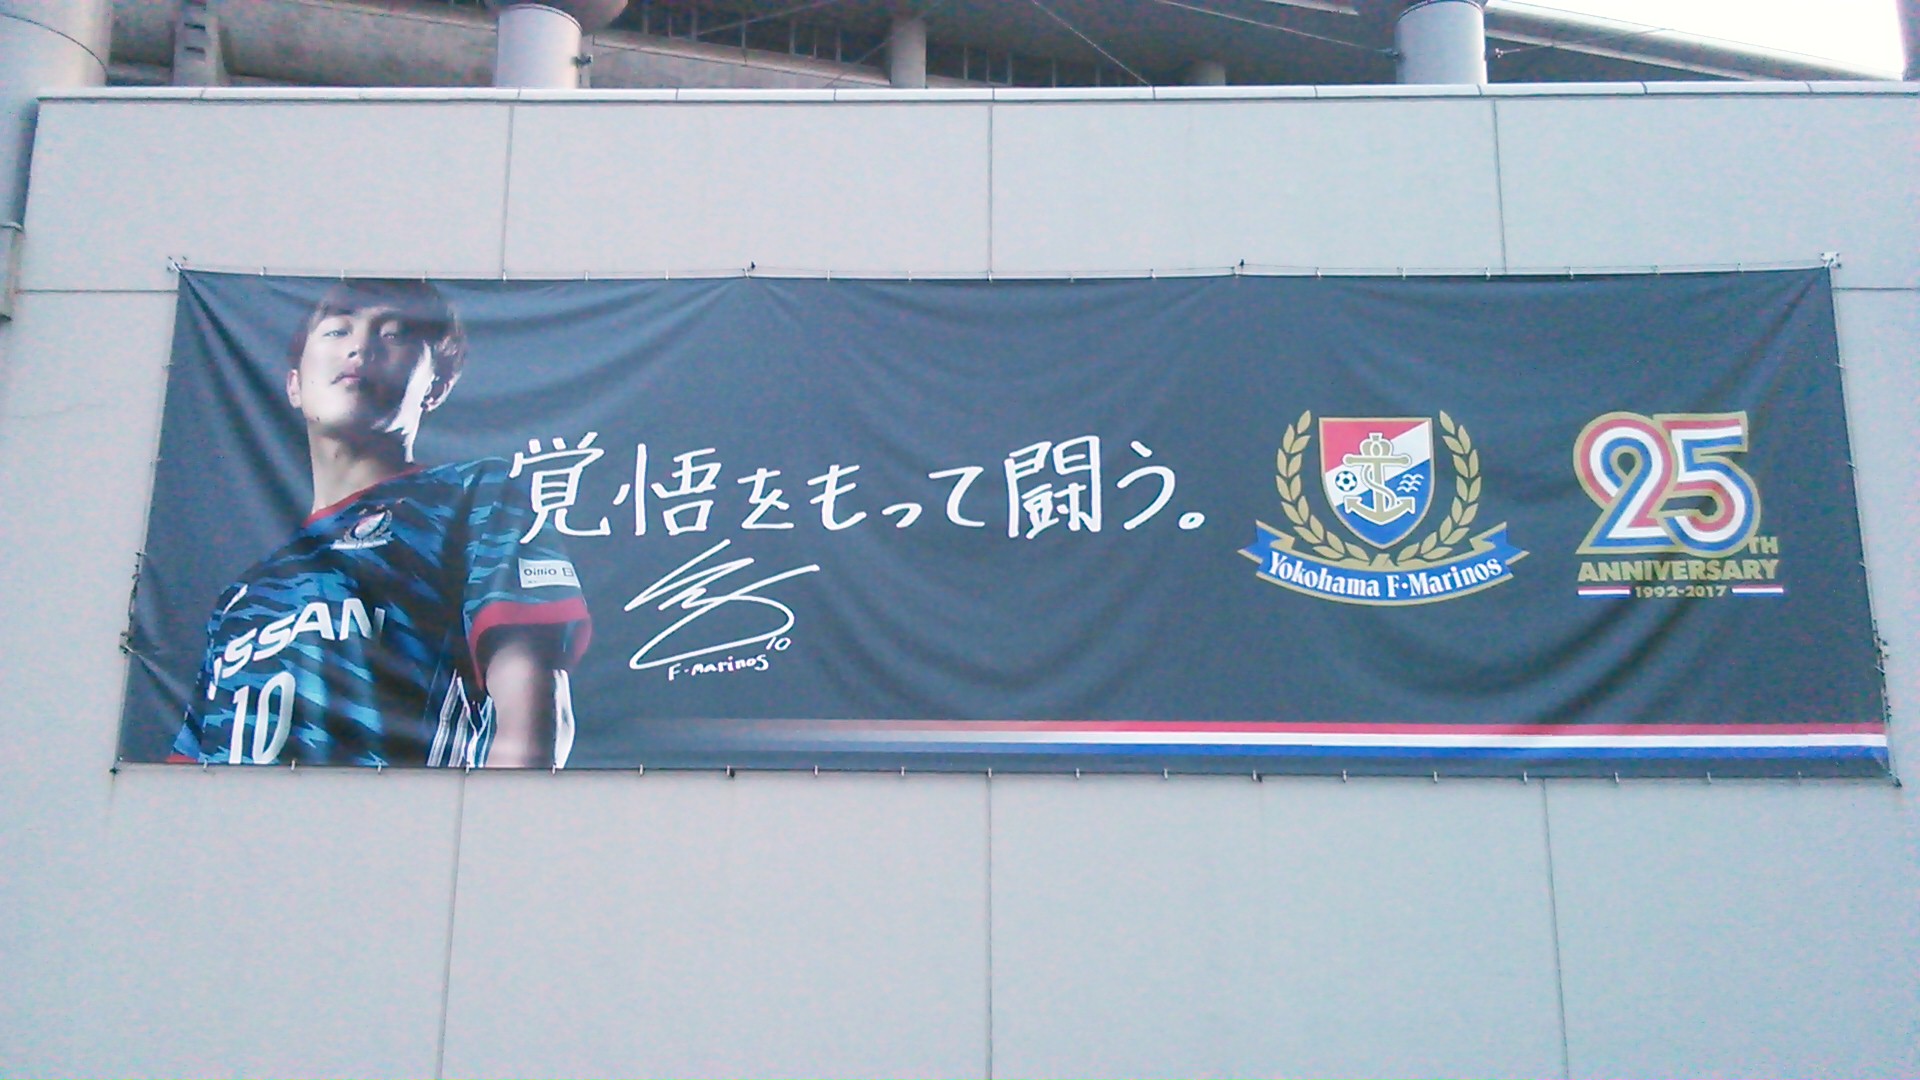 覚悟をもって闘う。
10
F・Marinos
NISSAN
10
Yokohama F・Marinos
25TH
ANNIVERSARY
1992-2017